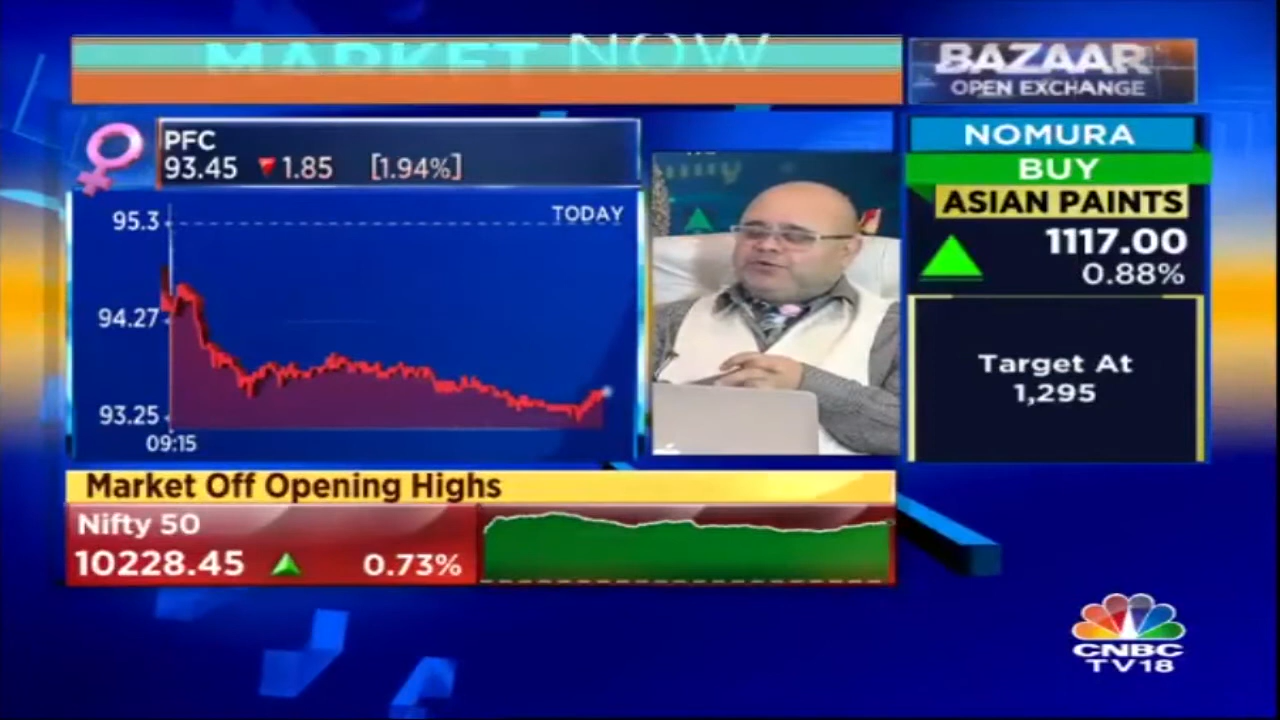 MARKET NOW
BAZAAR
OPEN EXCHANGE
PFC
93.45 ▼1.85 [1.94%]
TODAY
95.3
94.27
93.25
09:15
NOMURA
BUY
ASIAN PAINTS
1117.00
0.88%
Target At
1,295
Market Off Opening Highs
Nifty 50
10228.45 ▲ 0.73%
CNBC
TV18